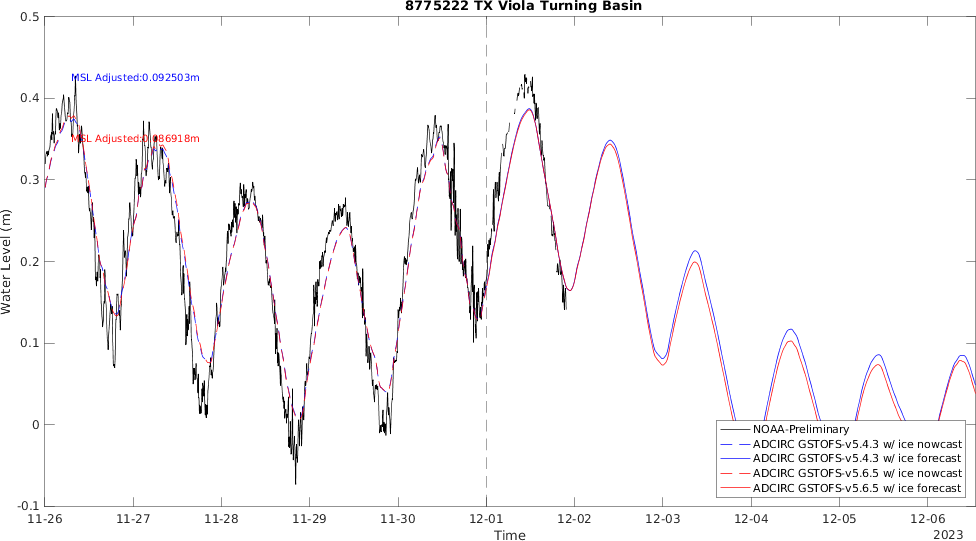 8775222 TX Viola Turning Basin
0.5
0.4
0.3
0.2
0.1
0
-0.1
Water Level (m)
MSL Adjusted:0.092503m
MSL Adjusted:0.086918m
NOAA-Preliminary
ADCIRC GSTOFS-v5.4.3 w/ ice nowcast
ADCIRC GSTOFS-v5.4.3 w/ ice forecast
ADCIRC GSTOFS-v5.6.5 w/ ice nowcast
ADCIRC GSTOFS-v5.6.5 w/ ice forecast
11-26 11-27 11-28 11-29 11-30 12-01 12-02 12-03 12-04 12-05 12-06
Time
2023